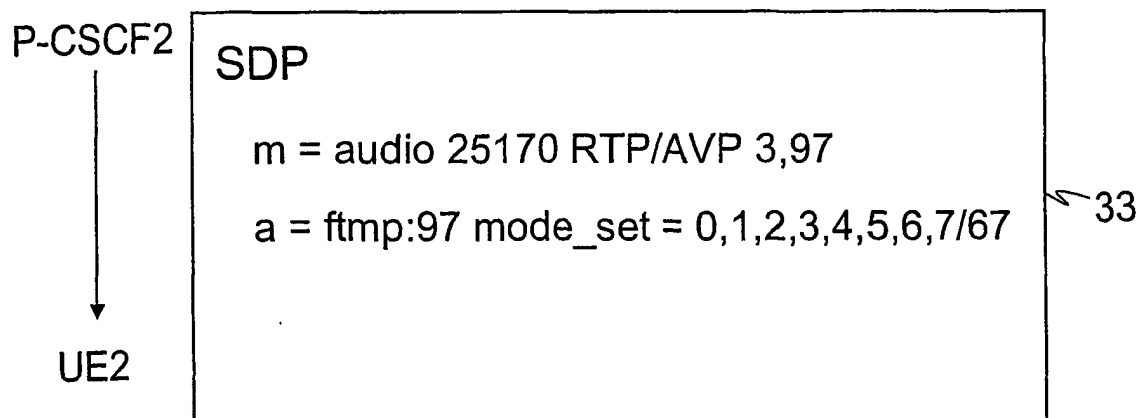 P-CSCF2
SDP
m = audio 25170 RTP/AVP 3,97
a = ftmp:97 mode_set = 0,1,2,3,4,5,6,7/67
33
UE2